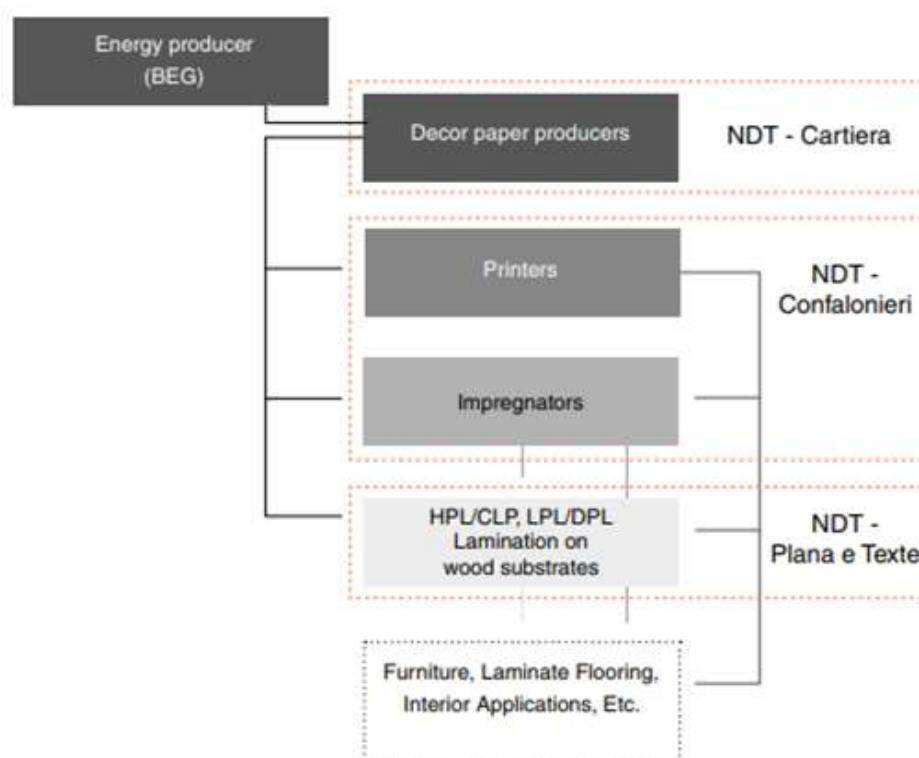 Energy producer
(BEG)
Decor paper producers
NDT - Cartiera
Printers
NDT -
Confalonieri
Impregnators
HPL/CLP, LPL/DPL
Lamination on
wood substrates
NDT -
Plana e Texte
Furniture, Laminate Flooring,
Interior Applications, Etc.